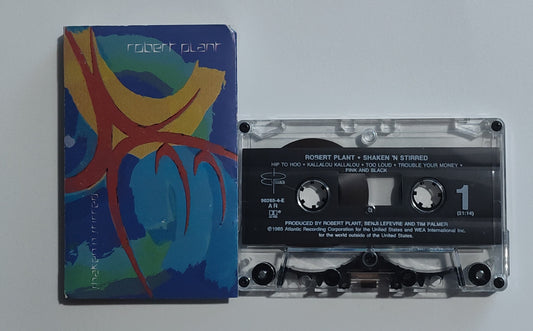 robert plant
shaken 'n' stirred
ROBERT PLANT • SHAKEN 'N STIRRED
HIP TO HOO • KALLALOU KALLALOU • TOO LOUD • TROUBLE YOUR MONEY •
PINK AND BLACK
90265-4-E
A R
1
(21:14)
PRODUCED BY ROBERT PLANT, BENJI LEFEVRE AND TIM PALMER
©1985 Atlantic Recording Corporation for the United States and WEA International Inc.
for the world outside of the United States.